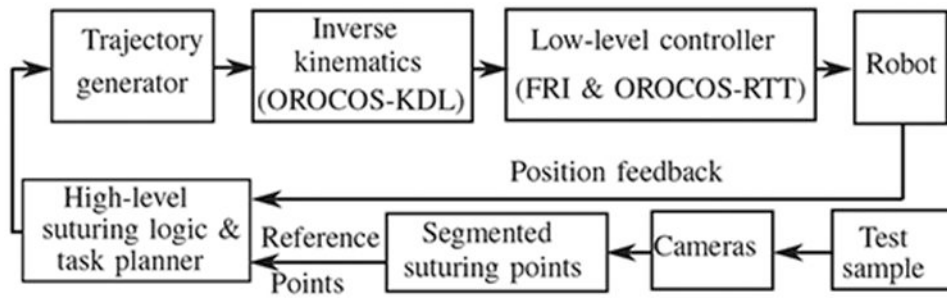 Trajectory
generator
Inverse
kinematics
(OROCOS-KDL)
Low-level controller
(FRI & OROCOS-RTT)
Robot
Position feedback
High-level
suturing logic &
task planner
Reference
Points
Segmented
suturing points
Cameras
Test
sample